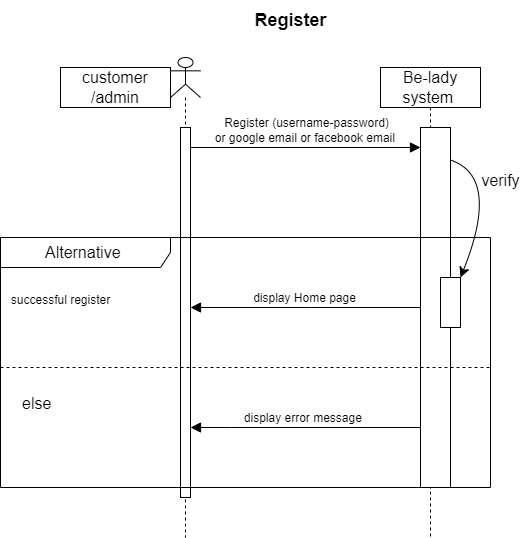 Register
customer
/admin
Be-lady
system
Register (username-password)
or google email or facebook email
verify
Alternative
successful register
display Home page
else
display error message